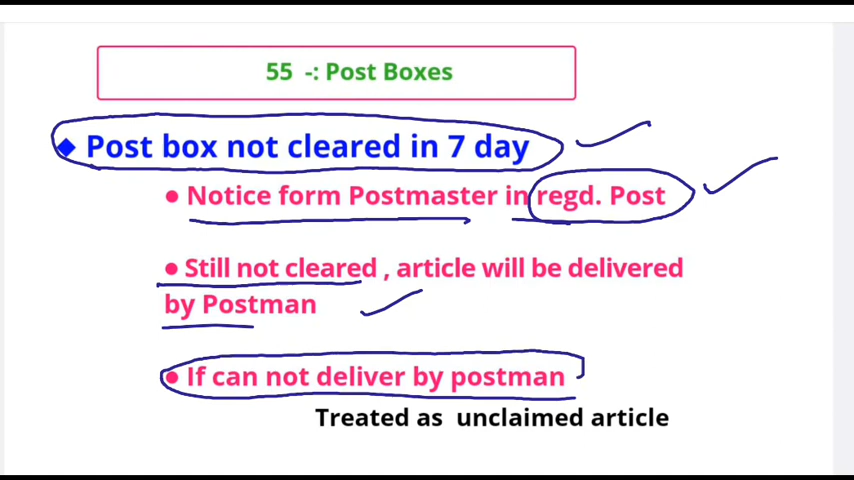 55 -: Post Boxes
◆ Post box not cleared in 7 day
● Notice form Postmaster in regd. Post
● Still not cleared , article will be delivered
by Postman
● If can not deliver by postman
Treated as unclaimed article